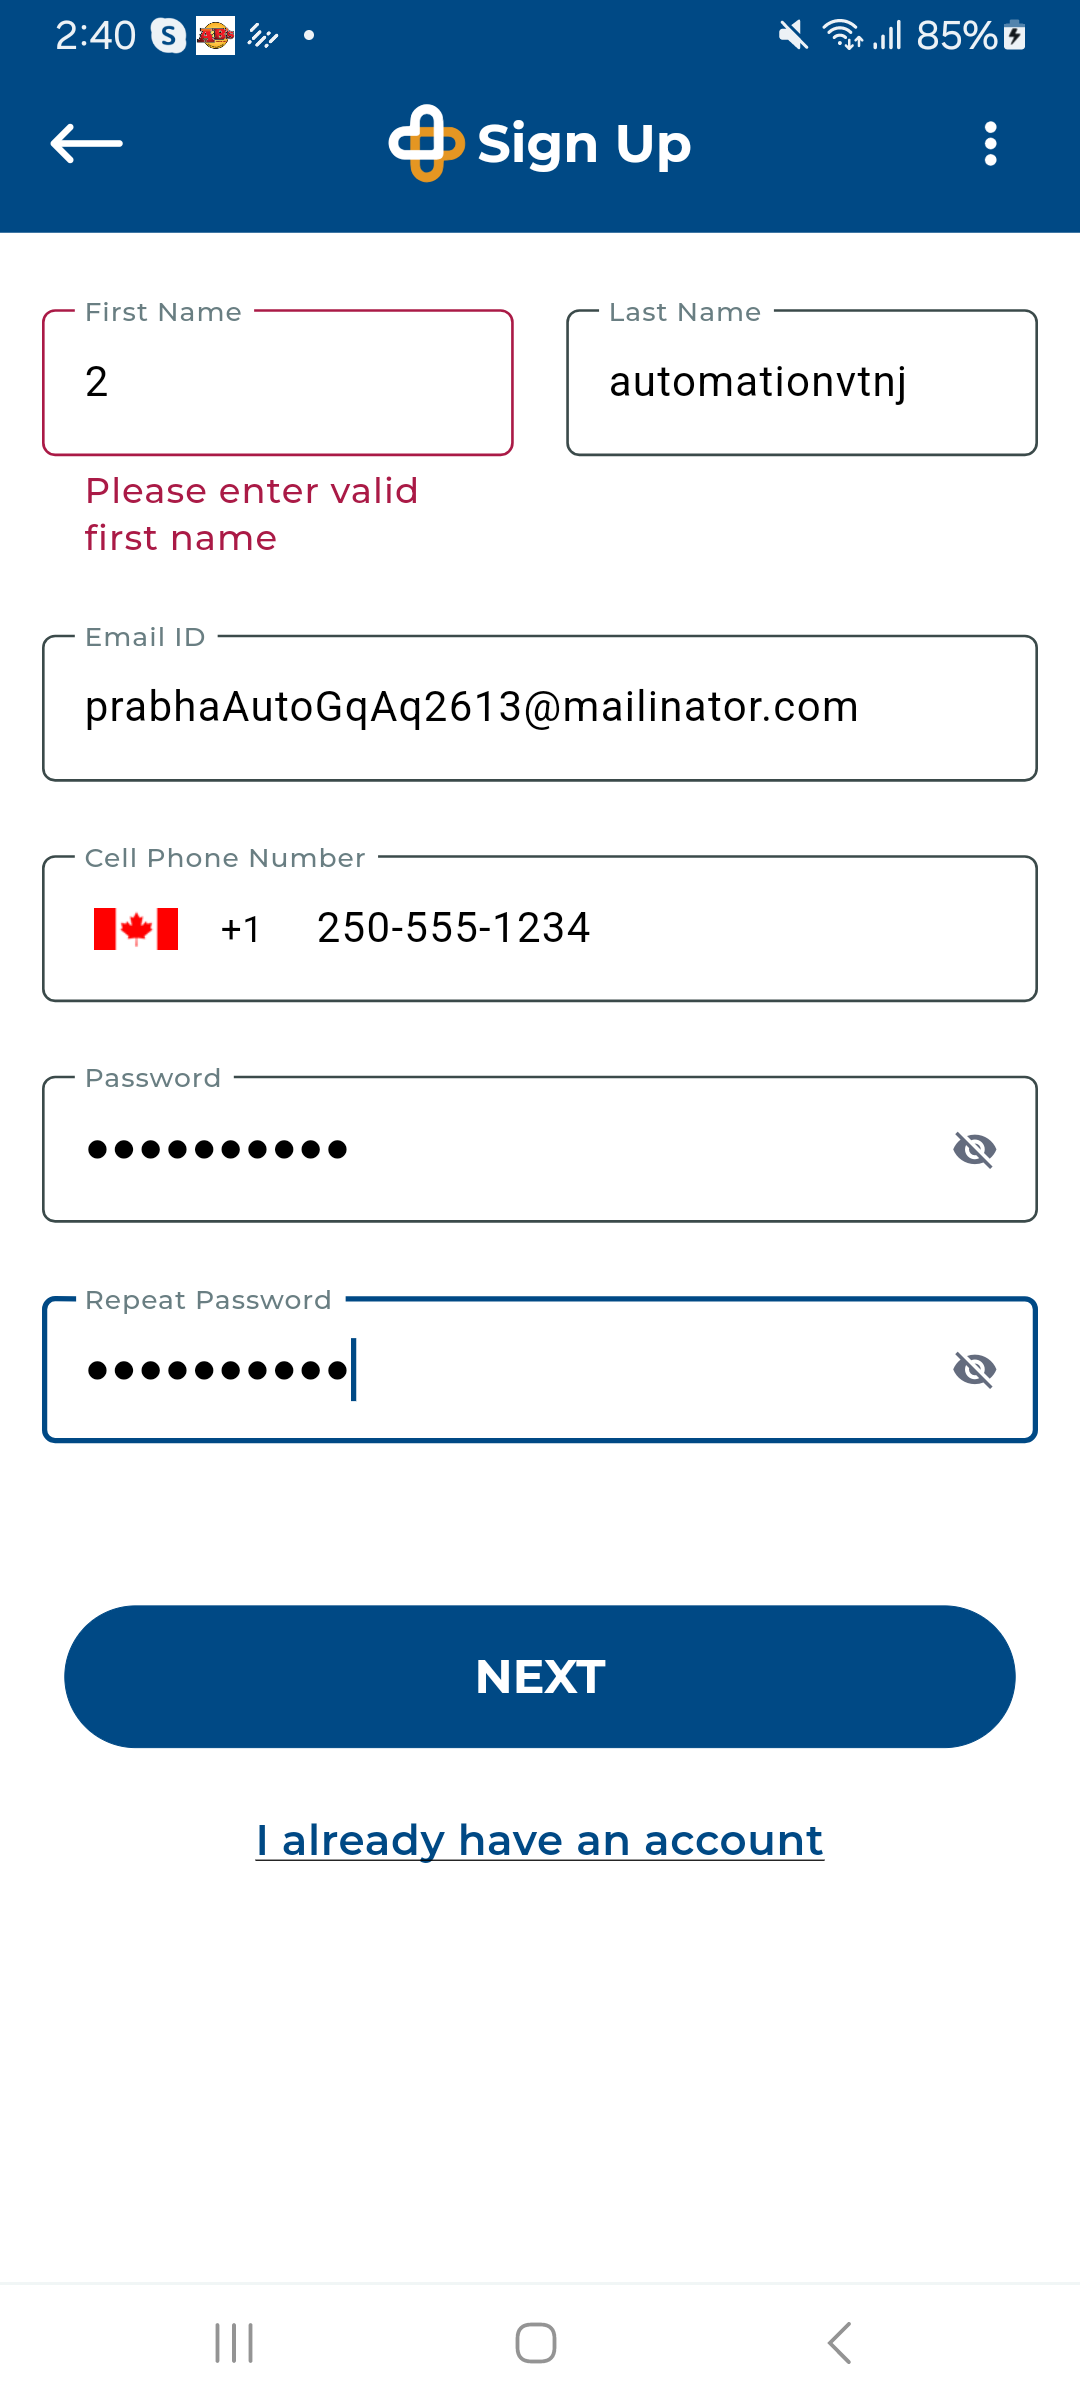 2:40 S AB's 85%
Sign Up
First Name
Last Name
2
automationvtnj
Please enter valid
first name
Email ID
prabhaAutoGqAq2613@mailinator.com
Cell Phone Number
+1 250-555-1234
Password
••••••••••
Repeat Password
••••••••••
NEXT
I already have an account